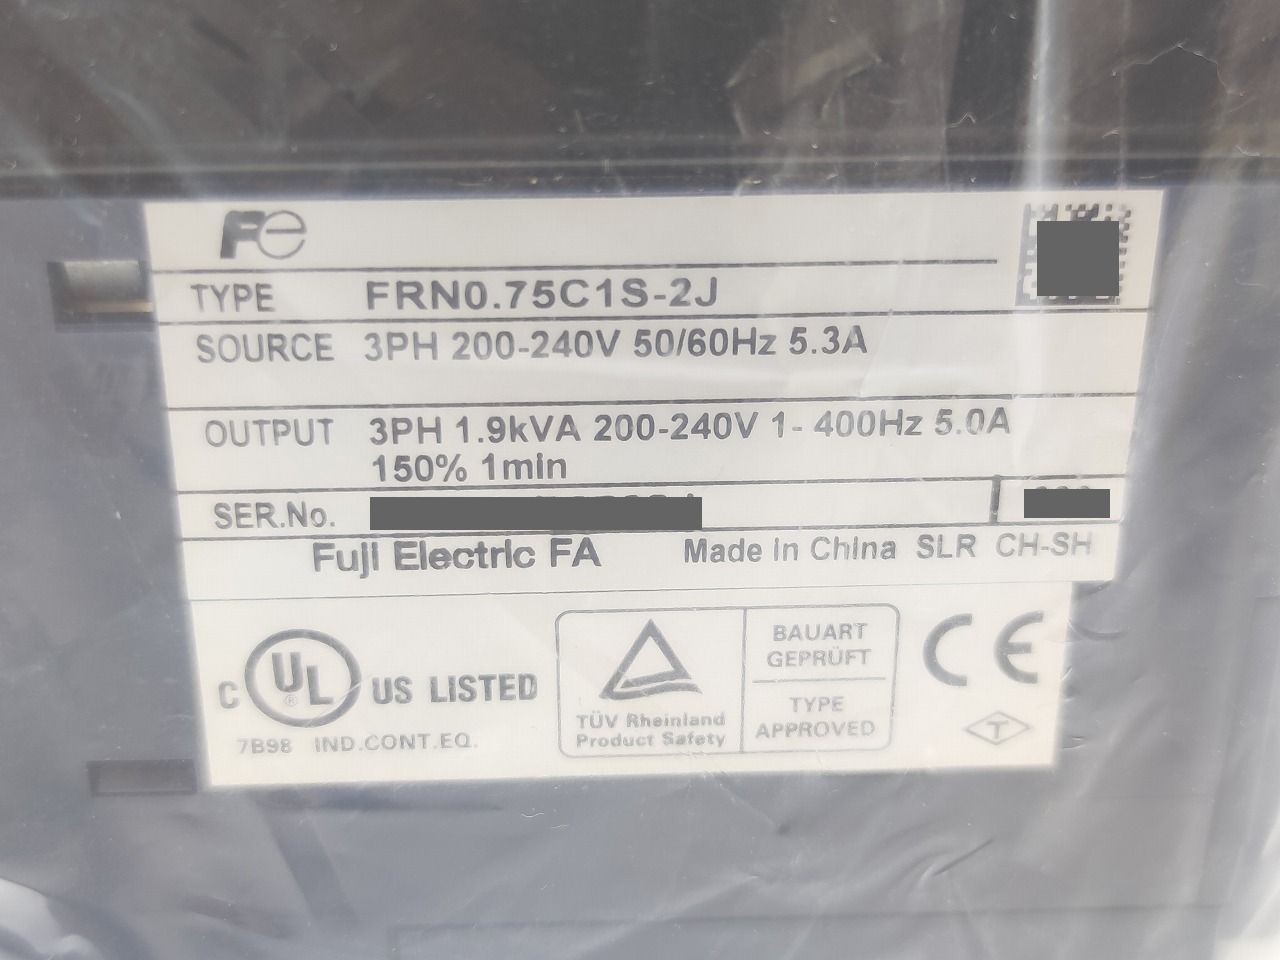 Fe
TYPE FRN0.75C1S-2J
SOURCE 3PH 200-240V 50/60Hz 5.3A
OUTPUT 3PH 1.9kVA 200-240V 1- 400Hz 5.0A
150% 1min
SER.No.
Fuji Electric FA Made in China SLR CH-SH
C UL ® US LISTED
7B98 IND.CONT.EQ.
TÜV Rheinland
Product Safety
BAUART
GEPRÜFT
TYPE
APPROVED
CE
T